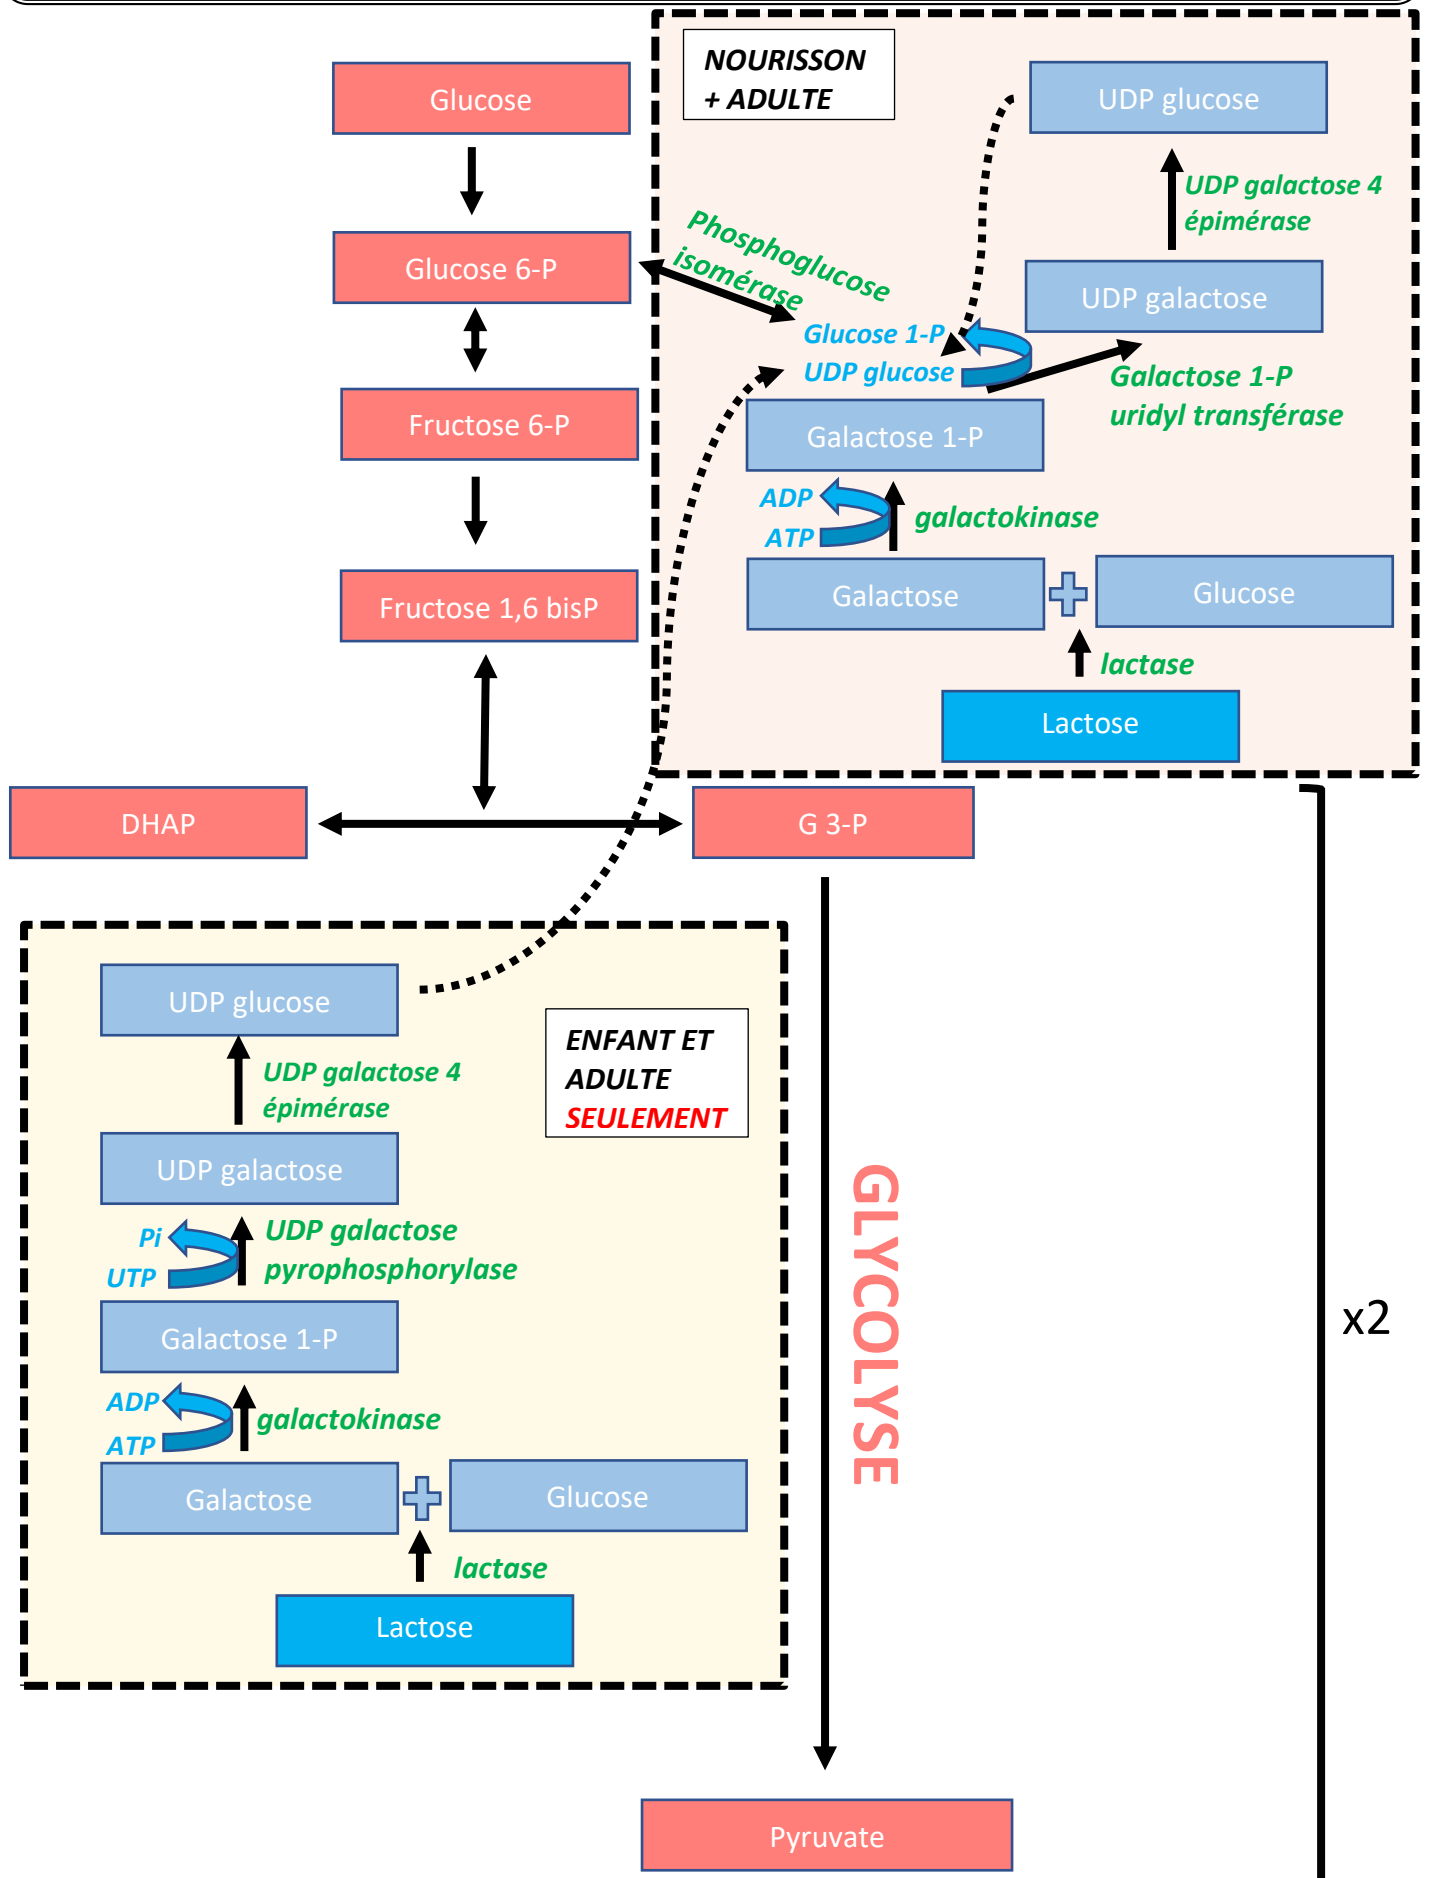 NOURISSON
+ ADULTE
Glucose
UDP glucose
UDP galactose 4
épimérase
Phosphoglucose
isomérase
Glucose 6-P
UDP galactose
Glucose 1-P
UDP glucose
Galactose 1-P
uridyl transférase
Fructose 6-P
Galactose 1-P
ADP
ATP
galactokinase
Fructose 1,6 bisP
Galactose
Glucose
lactase
Lactose
DHAP
G 3-P
UDP glucose
ENFANT ET
ADULTE
SEULEMENT
UDP galactose 4
épimérase
UDP galactose
Pi
UTP
UDP galactose
pyrophosphorylase
GLYCOLYSE
x2
Galactose 1-P
ADP
ATP
galactokinase
Galactose
Glucose
lactase
Lactose
Pyruvate